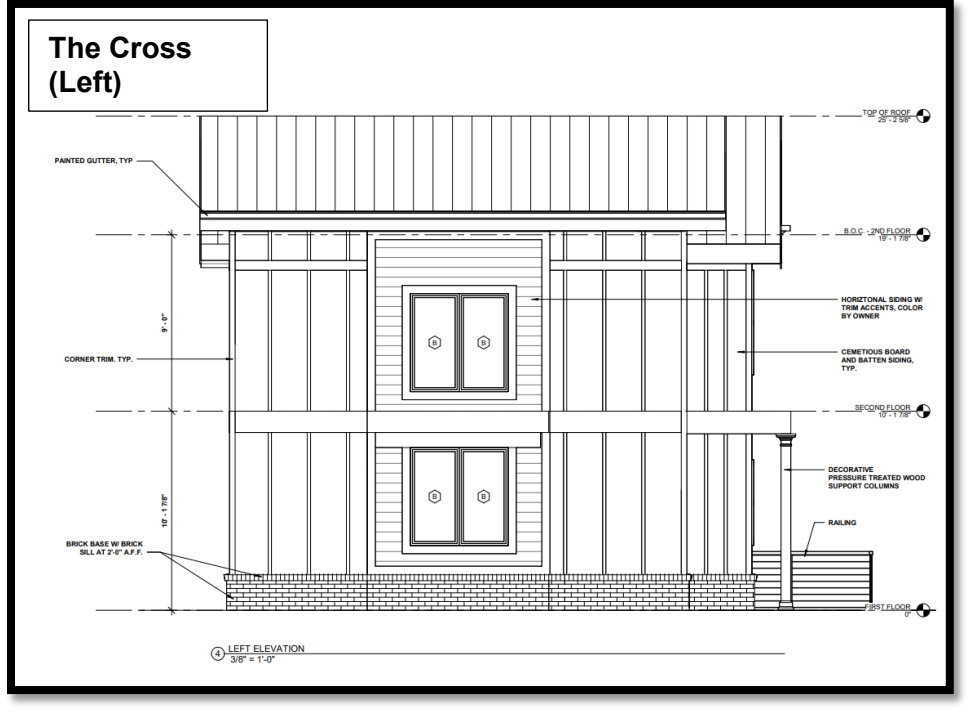 The Cross
(Left)
TOP OF ROOF
25' - 2 5/8"
PAINTED GUTTER, TYP
B.O.C. - 2ND FLOOR
19' - 1 7/8"
HORIZTONAL SIDING W/
TRIM ACCENTS, COLOR
BY OWNER
9' - 0"
B
B
CORNER TRIM. TYP.
CEMETIOUS BOARD
AND BATTEN SIDING,
TYP.
SECOND FLOOR
10' - 1 7/8"
DECORATIVE
PRESSURE TREATED WOOD
SUPPORT COLUMNS
B
B
10' - 1 7/8"
RAILING
BRICK BASE W/ BRICK
SILL AT 2'-0" A.F.F.
FIRST FLOOR
0"
4
LEFT ELEVATION
3/8" = 1'-0"